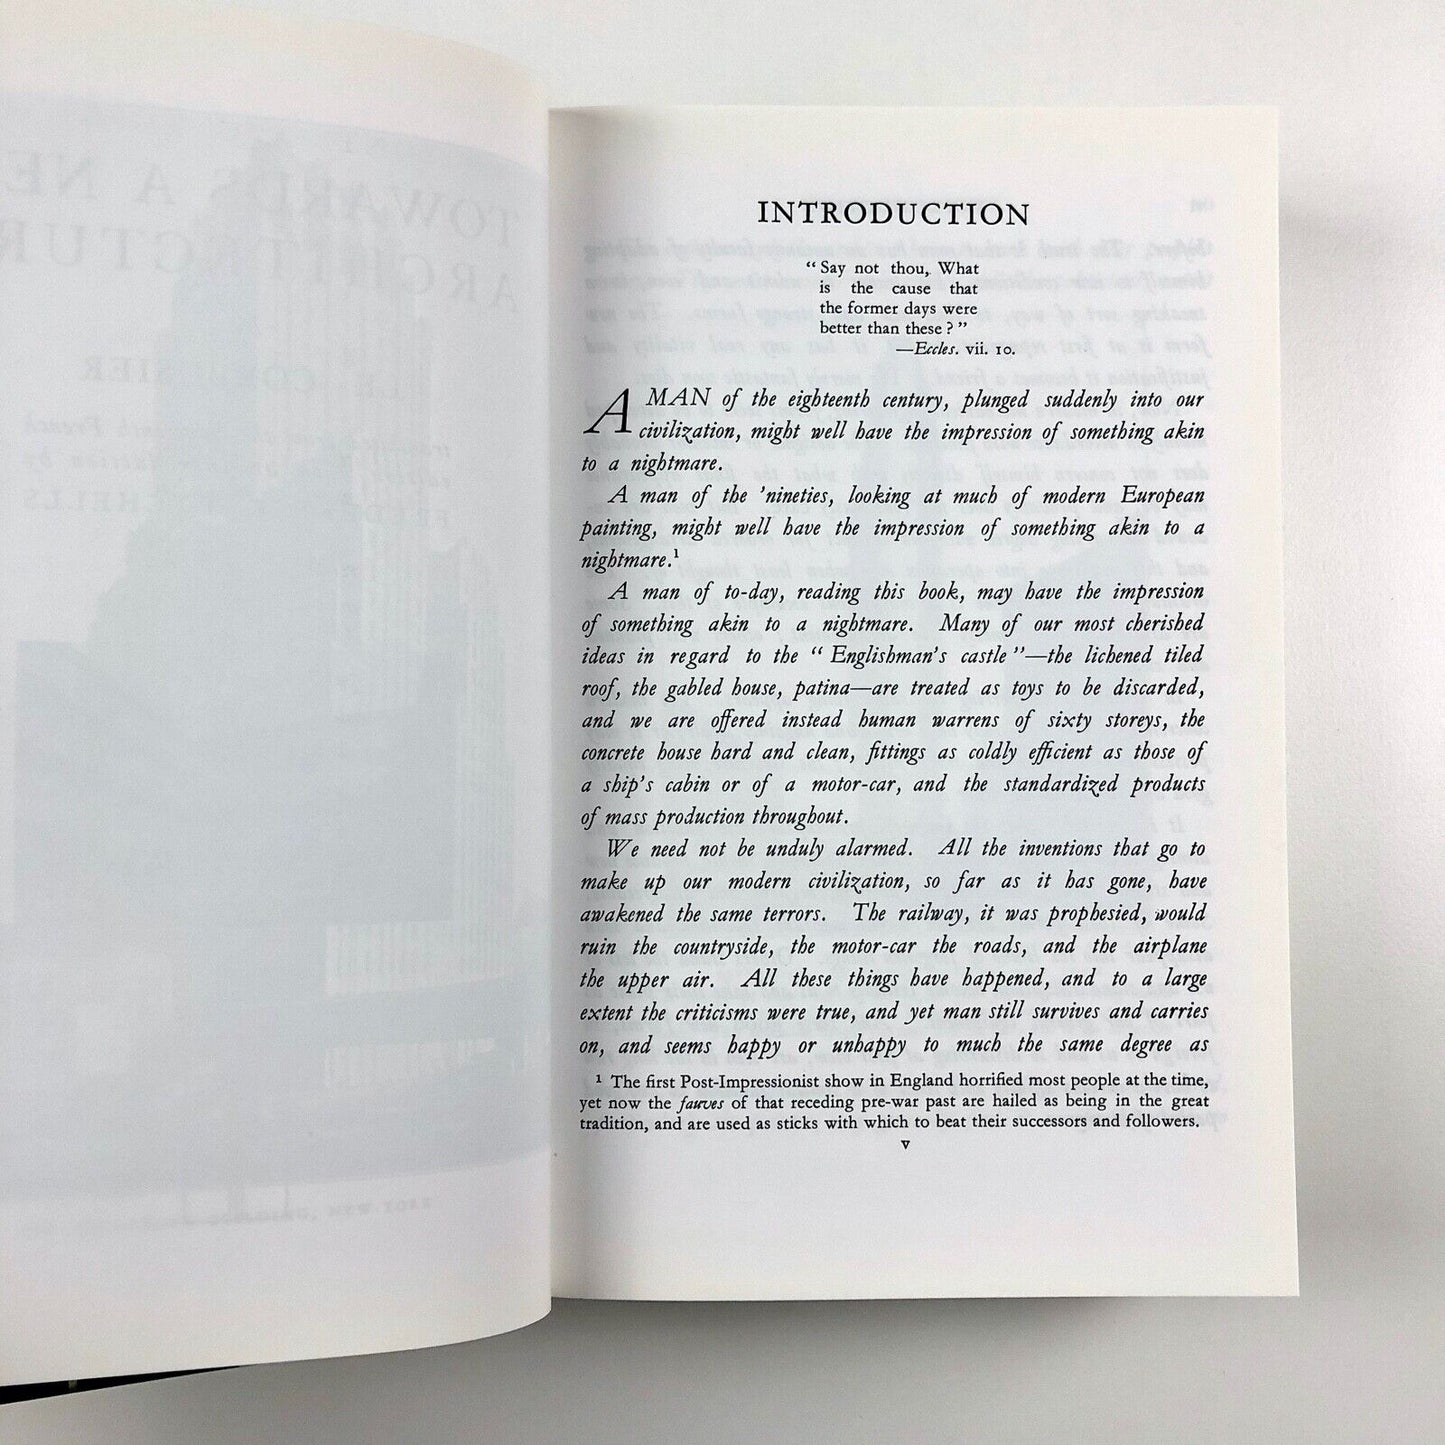 INTRODUCTION
“ Say not thou, What
is the cause that
the former days were
better than these ? ”
—Eccles. vii. 10.
A MAN of the eighteenth century, plunged suddenly into our
civilization, might well have the impression of something akin
to a nightmare.
A man of the ’nineties, looking at much of modern European
painting, might well have the impression of something akin to a
nightmare.¹
A man of to-day, reading this book, may have the impression
of something akin to a nightmare. Many of our most cherished
ideas in regard to the “ Englishman’s castle ”—the lichened tiled
roof, the gabled house, patina—are treated as toys to be discarded,
and we are offered instead human warrens of sixty storeys, the
concrete house hard and clean, fittings as coldly efficient as those of
a ship’s cabin or of a motor-car, and the standardized products
of mass production throughout.
We need not be unduly alarmed. All the inventions that go to
make up our modern civilization, so far as it has gone, have
awakened the same terrors. The railway, it was prophesied, would
ruin the countryside, the motor-car the roads, and the airplane
the upper air. All these things have happened, and to a large
extent the criticisms were true, and yet man still survives and carries
on, and seems happy or unhappy to much the same degree as
¹ The first Post-Impressionist show in England horrified most people at the time,
yet now the fauves of that receding pre-war past are hailed as being in the great
tradition, and are used as sticks with which to beat their successors and followers.
v